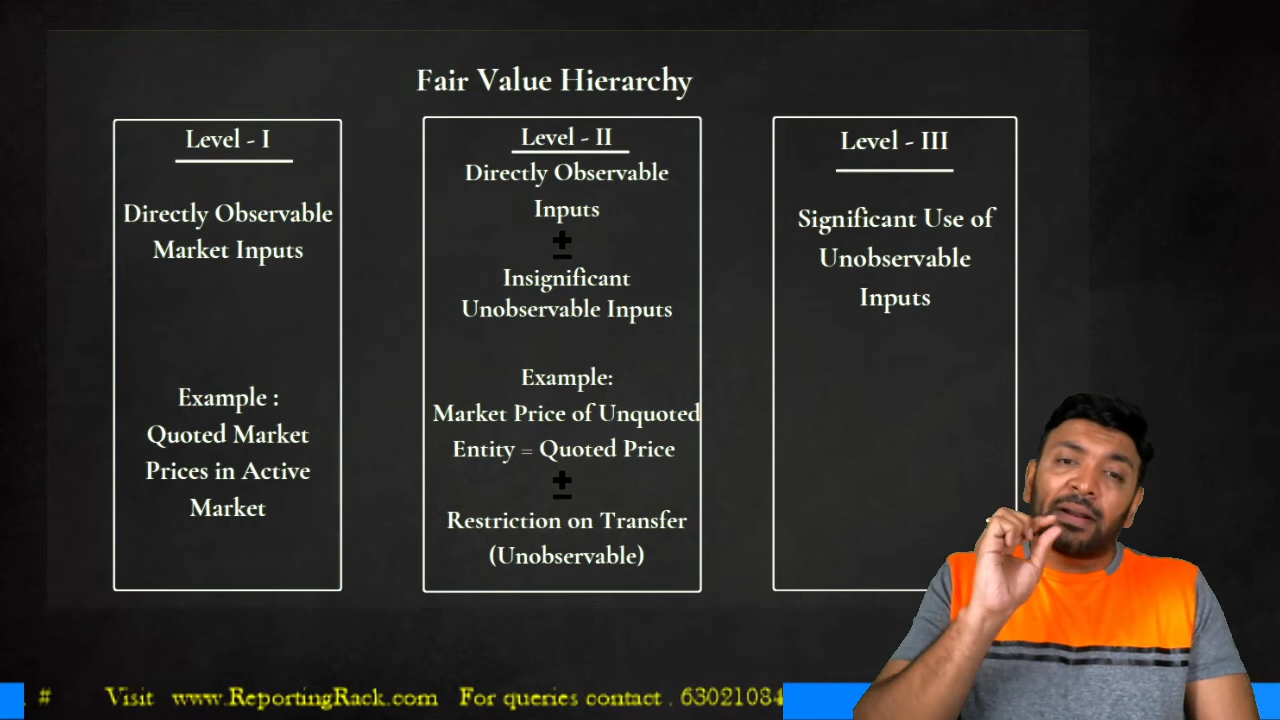 Fair Value Hierarchy
Level - I
Directly Observable
Market Inputs
Example :
Quoted Market
Prices in Active
Market
Level - II
Directly Observable
Inputs
±
Insignificant
Unobservable Inputs
Example:
Market Price of Unquoted
Entity = Quoted Price
±
Restriction on Transfer
(Unobservable)
Level - III
Significant Use of
Unobservable
Inputs
# Visit www.ReportingRack.com For queries contact . 63021084